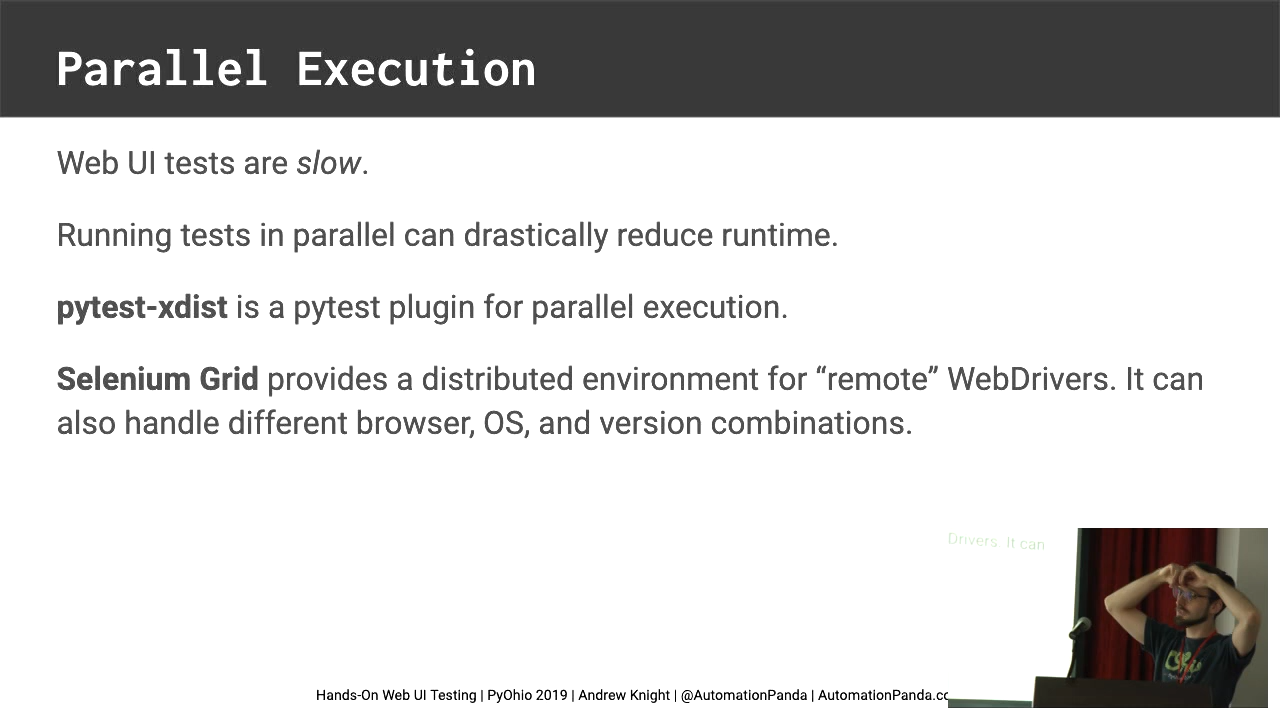 Parallel Execution
Web UI tests are slow.
Running tests in parallel can drastically reduce runtime.
pytest-xdist is a pytest plugin for parallel execution.
Selenium Grid provides a distributed environment for “remote” WebDrivers. It can
also handle different browser, OS, and version combinations.
Drivers. It can
Hands-On Web UI Testing | PyOhio 2019 | Andrew Knight | @AutomationPanda | AutomationPanda.cc